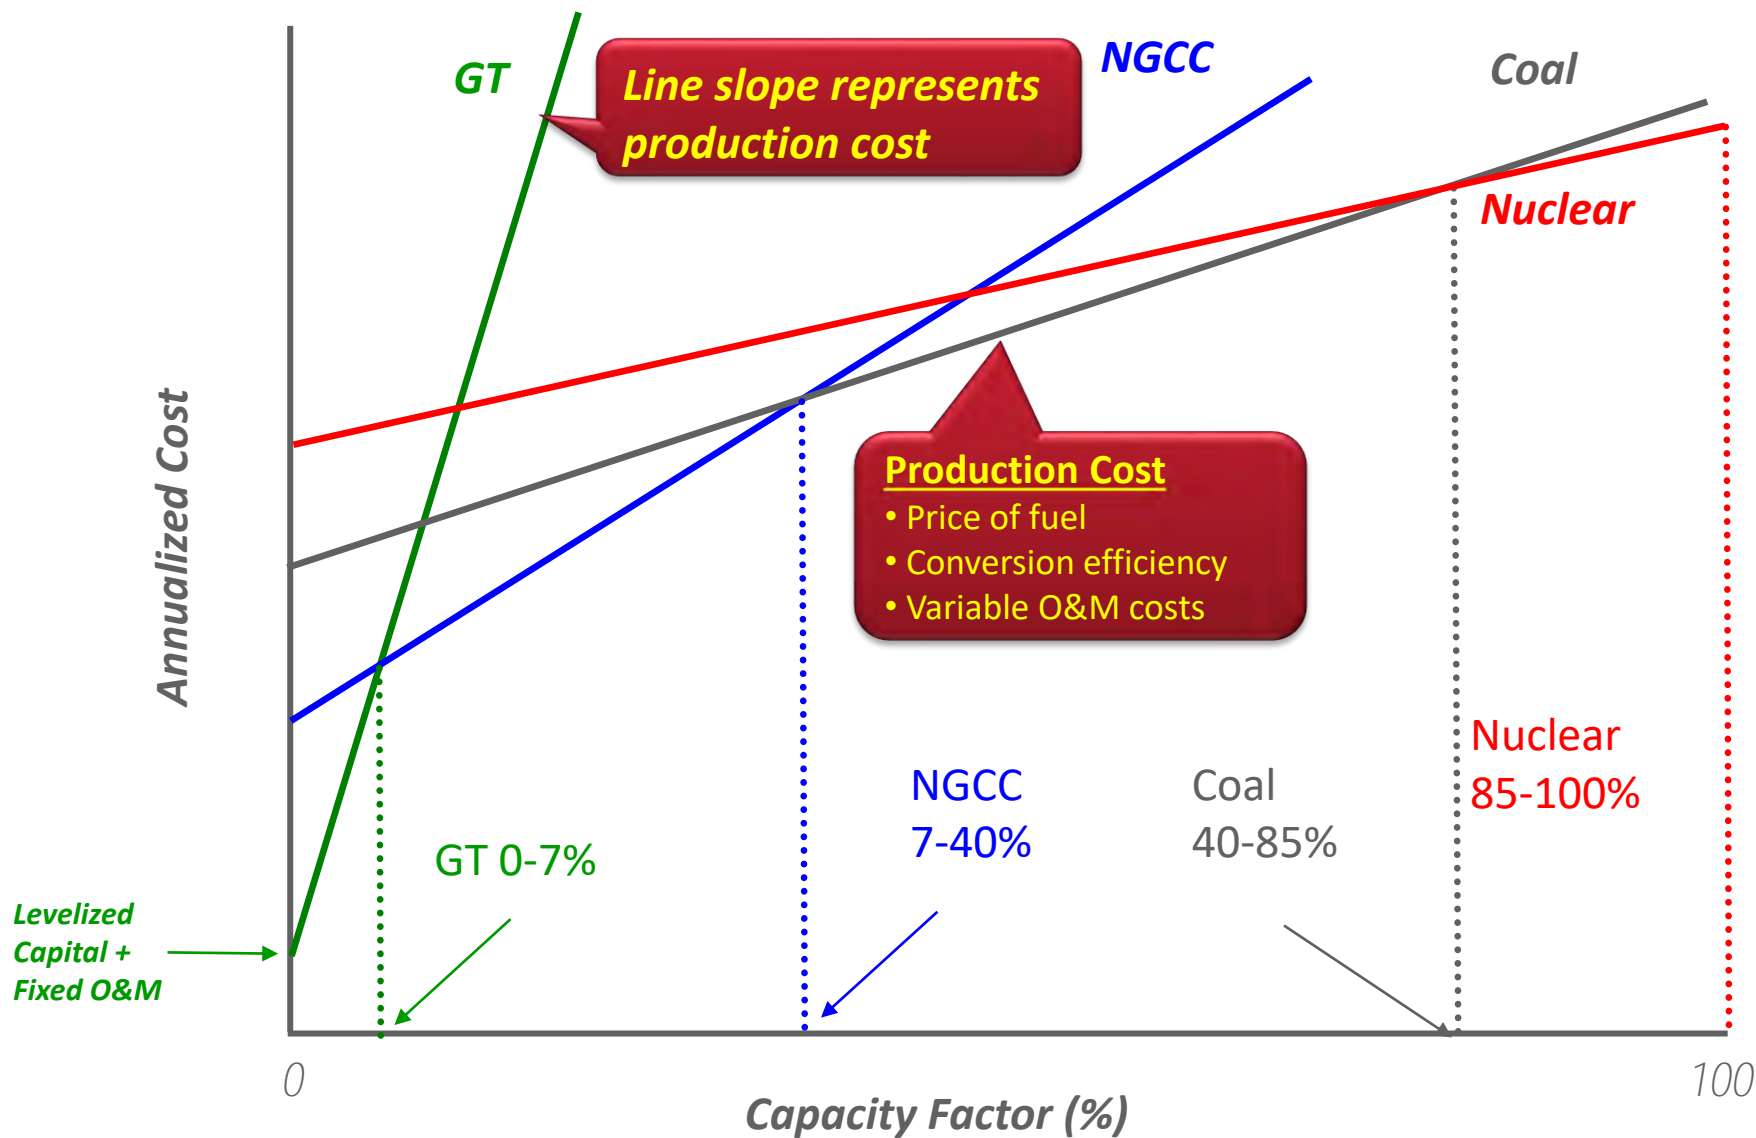 GT
Line slope represents
production cost
NGCC
Coal
Nuclear
Annualized Cost
Production Cost
• Price of fuel
• Conversion efficiency
• Variable O&M costs
Nuclear
85-100%
NGCC
7-40%
Coal
40-85%
GT 0-7%
Levelized
Capital +
Fixed O&M
0
100
Capacity Factor (%)